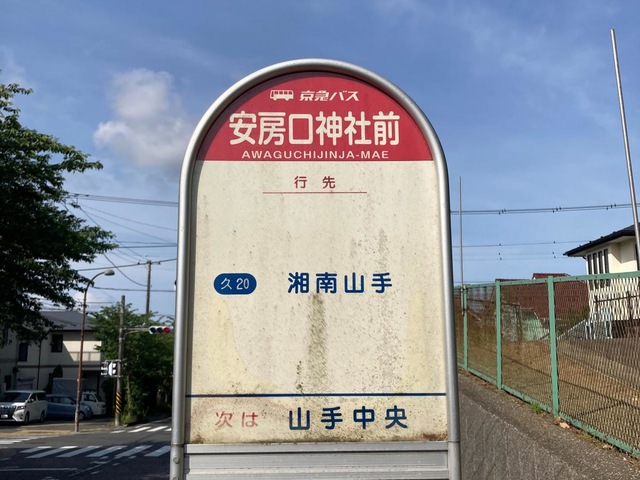 京急バス
安房口神社前
AWAGUCHIJINJA-MAE
行先
久20 湘南山手
次は 山手中央